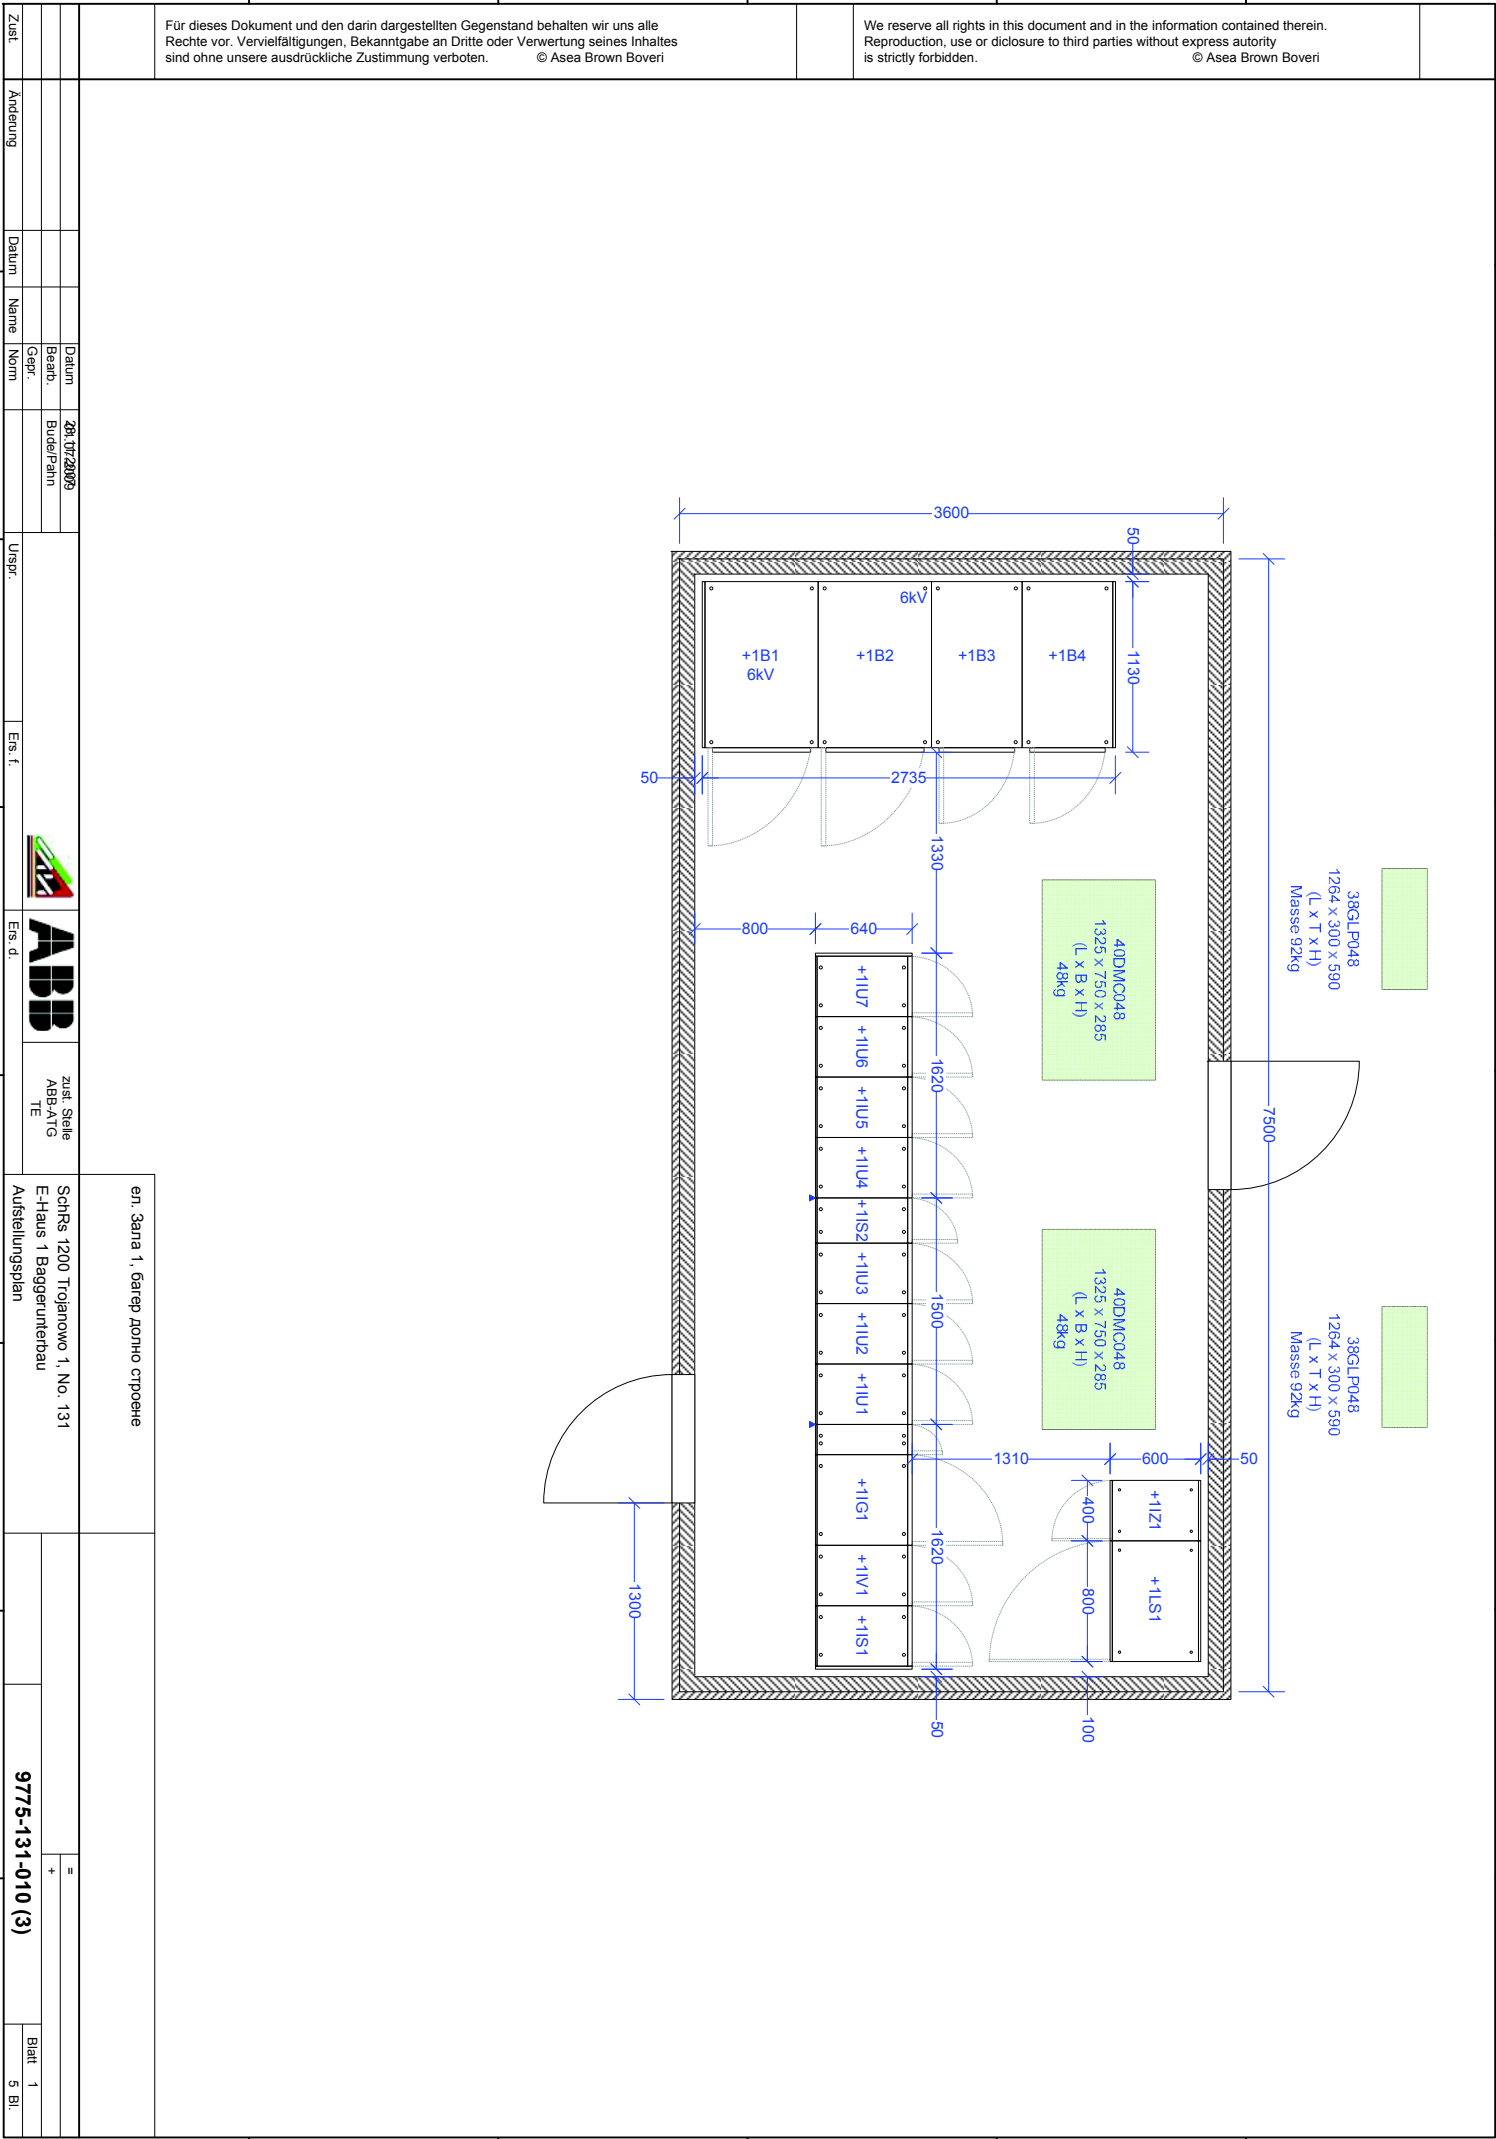 Für dieses Dokument und den darin dargestellten Gegenstand behalten wir uns alle
Rechte vor. Vervielfältigungen, Bekanntgabe an Dritte oder Verwertung seines Inhaltes
sind ohne unsere ausdrückliche Zustimmung verboten. © Asea Brown Boveri
We reserve all rights in this document and in the information contained therein.
Reproduction, use or diclosure to third parties without express autority
is strictly forbidden. © Asea Brown Boveri
3600
50
7500
6kV
+1B1
6kV
+1B2
+1B3
+1B4
1130
50
2735
1330
800
640
38GLP048
1264 x 300 x 590
(L x T x H)
Masse 92kg
40DMC048
1325 x 750 x 285
(L x B x H)
48kg
+1IU7
+1IU6
+1IU5
+1IU4
+1IS2
+1IU3
+1IU2
+1IU1
+1IG1
+1IV1
+1IS1
1620
1500
1620
40DMC048
1325 x 750 x 285
(L x B x H)
48kg
38GLP048
1264 x 300 x 590
(L x T x H)
Masse 92kg
1310
600
50
400
800
+1IZ1
+1LS1
1300
50
100
Zust.
Änderung
Datum
Name
Norm
Datum
Bearb.
Bude/Pahn
Gepr.
Urspr.
Ers. f.
Ers. d.
ABB
zust. Stelle
ABB-ATG
TE
ел. Зала 1, багер долно строене
SchRs 1200 Trojanowo 1, No. 131
E-Haus 1 Baggerunterbau
Aufstellungsplan
=
+
9775-131-010 (3)
Blatt 1
5 Bl.